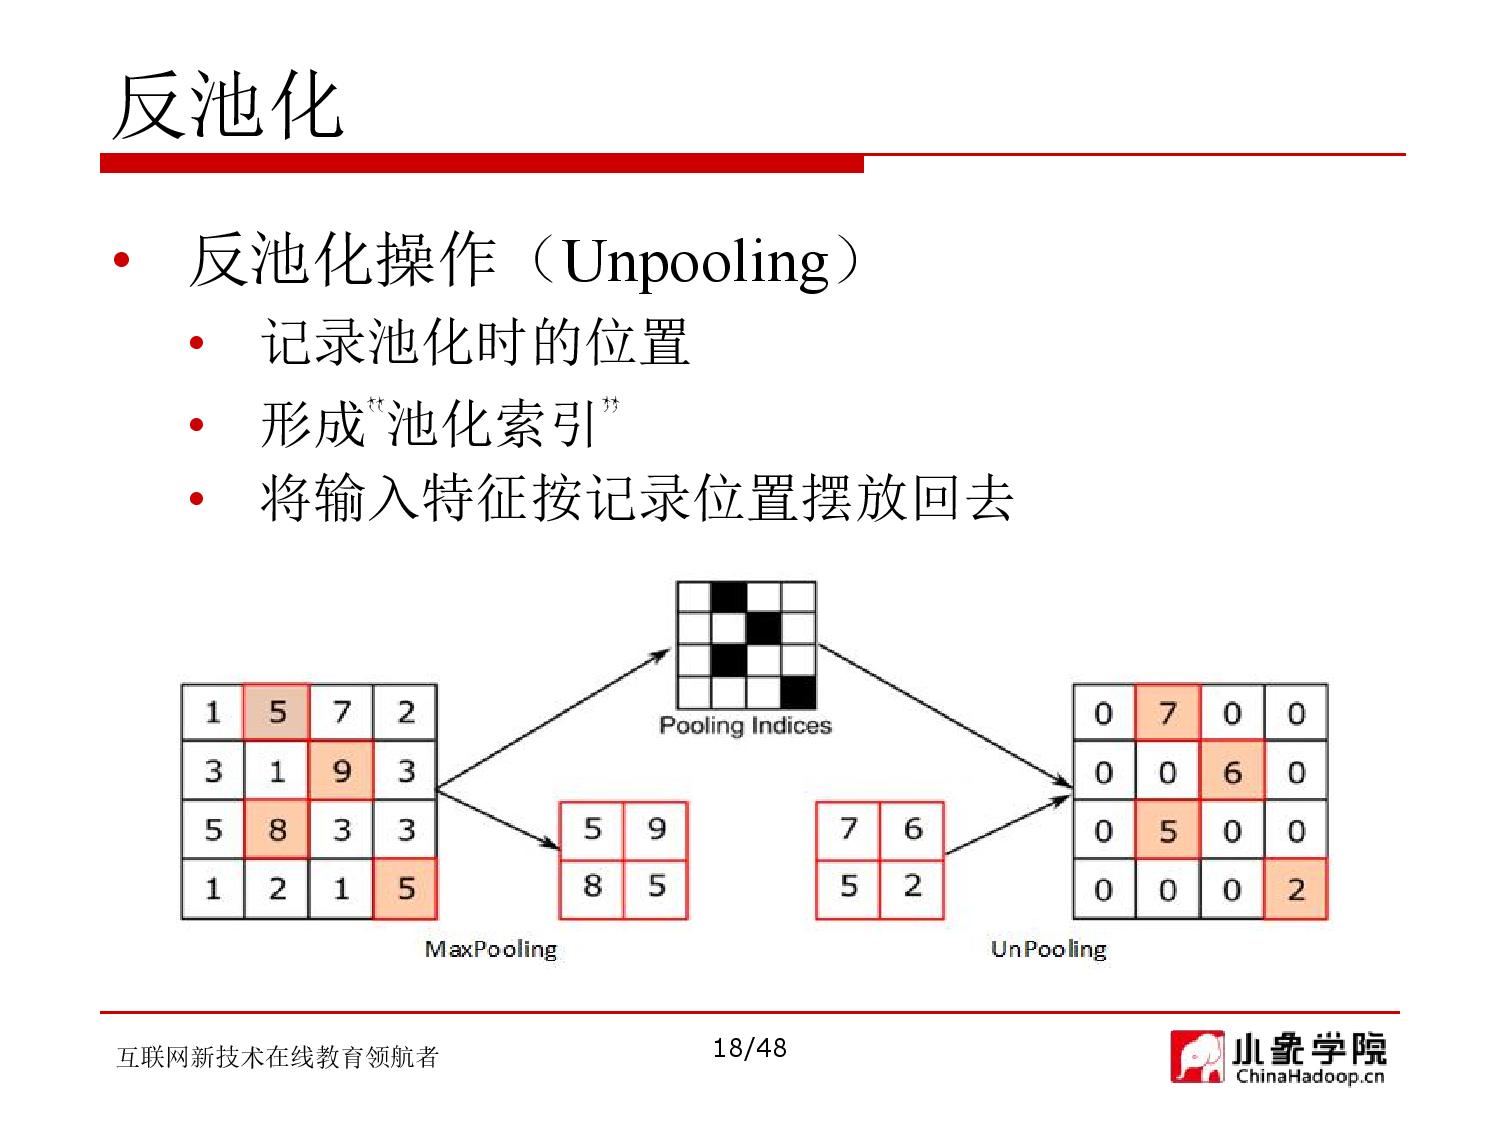 反池化
• 反池化操作（Unpooling）
• 记录池化时的位置
• 形成“池化索引”
• 将输入特征按记录位置摆放回去
Pooling Indices
1 5 7 2
3 1 9 3
5 8 3 3
1 2 1 5
5 9
8 5
MaxPooling
7 6
5 2
0 7 0 0
0 0 6 0
0 5 0 0
0 0 0 2
UnPooling
互联网新技术在线教育领航者
18/48
小象学院
ChinaHadoop.cn